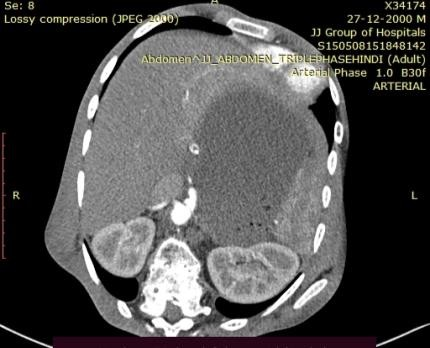 A
Se: 8
X34174
Lossy compression (JPEG 2000)
27-12-2000 M
JJ Group of Hospitals
S150508151848142
Abdomen^JJ_ABDOMEN_TRIPLEPHASEHINDI (Adult)
Arterial Phase 1.0 B30f
ARTERIAL
R
L